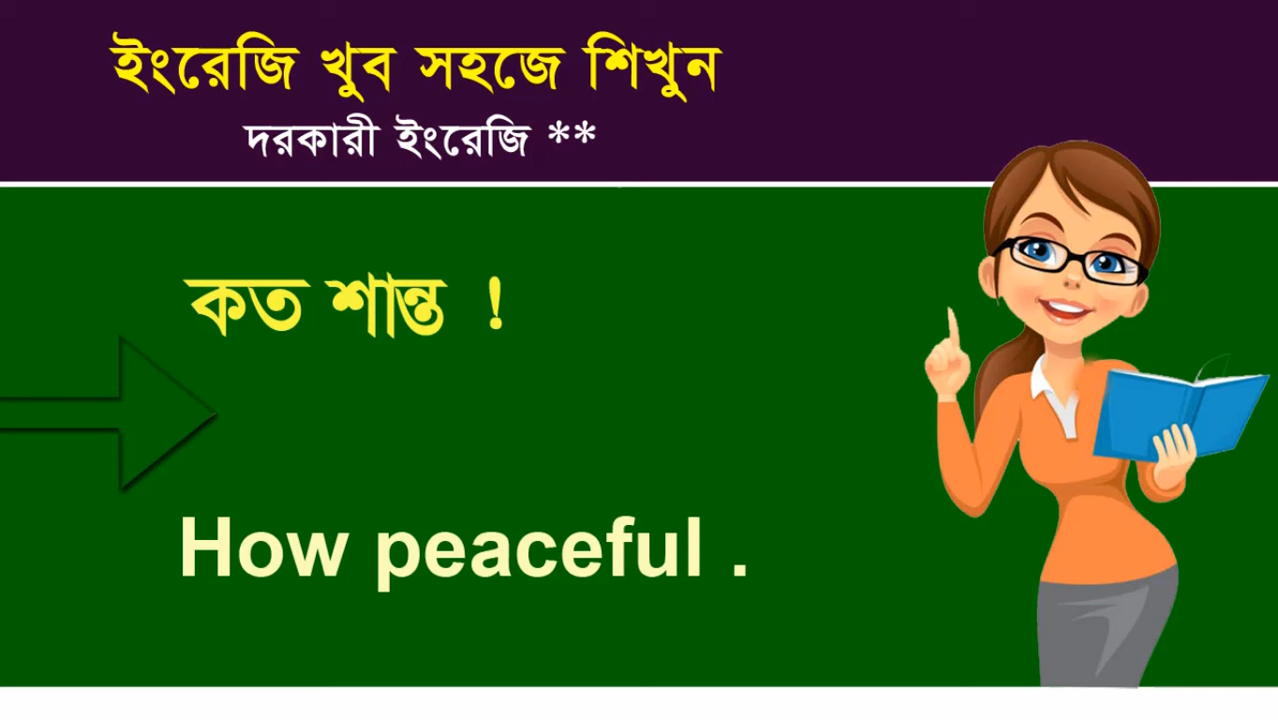 ইংরেজি খুব সহজে শিখুন
দরকারী ইংরেজি **
কত শান্ত !
How peaceful .